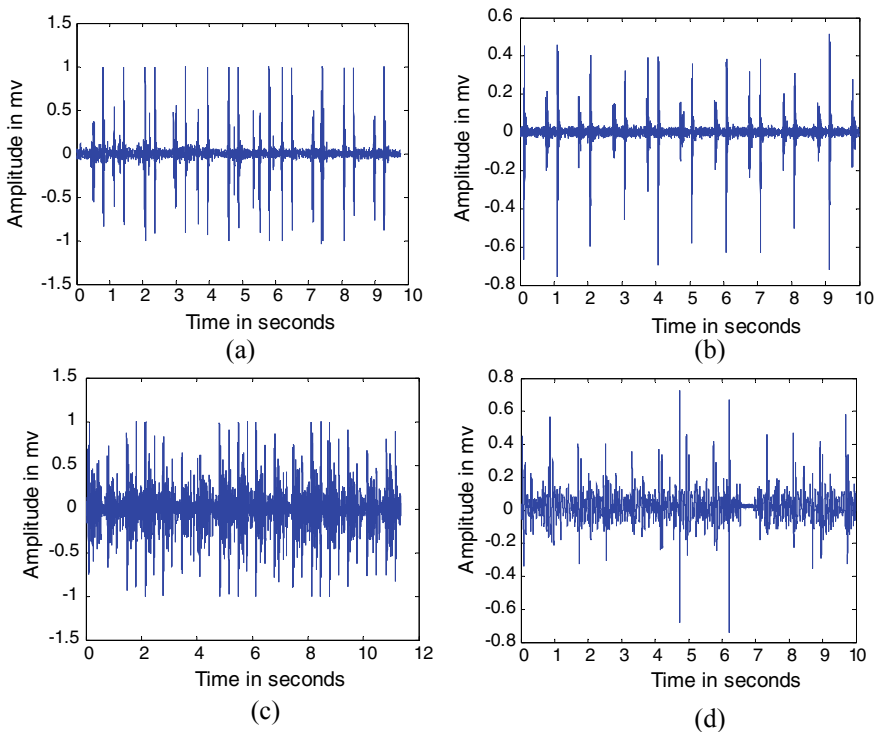 1.5
1
0.5
0
-0.5
-1
-1.5
Amplitude in mv
0 1 2 3 4 5 6 7 8 9 10
Time in seconds
(a)
0.6
0.4
0.2
0
-0.2
-0.4
-0.6
-0.8
Amplitude in mv
0 1 2 3 4 5 6 7 8 9 10
Time in seconds
(b)
1.5
1
0.5
0
-0.5
-1
-1.5
Amplitude in mv
0 2 4 6 8 10 12
Time in seconds
(c)
0.8
0.6
0.4
0.2
0
-0.2
-0.4
-0.6
-0.8
Amplitude in mv
0 1 2 3 4 5 6 7 8 9 10
Time in seconds
(d)